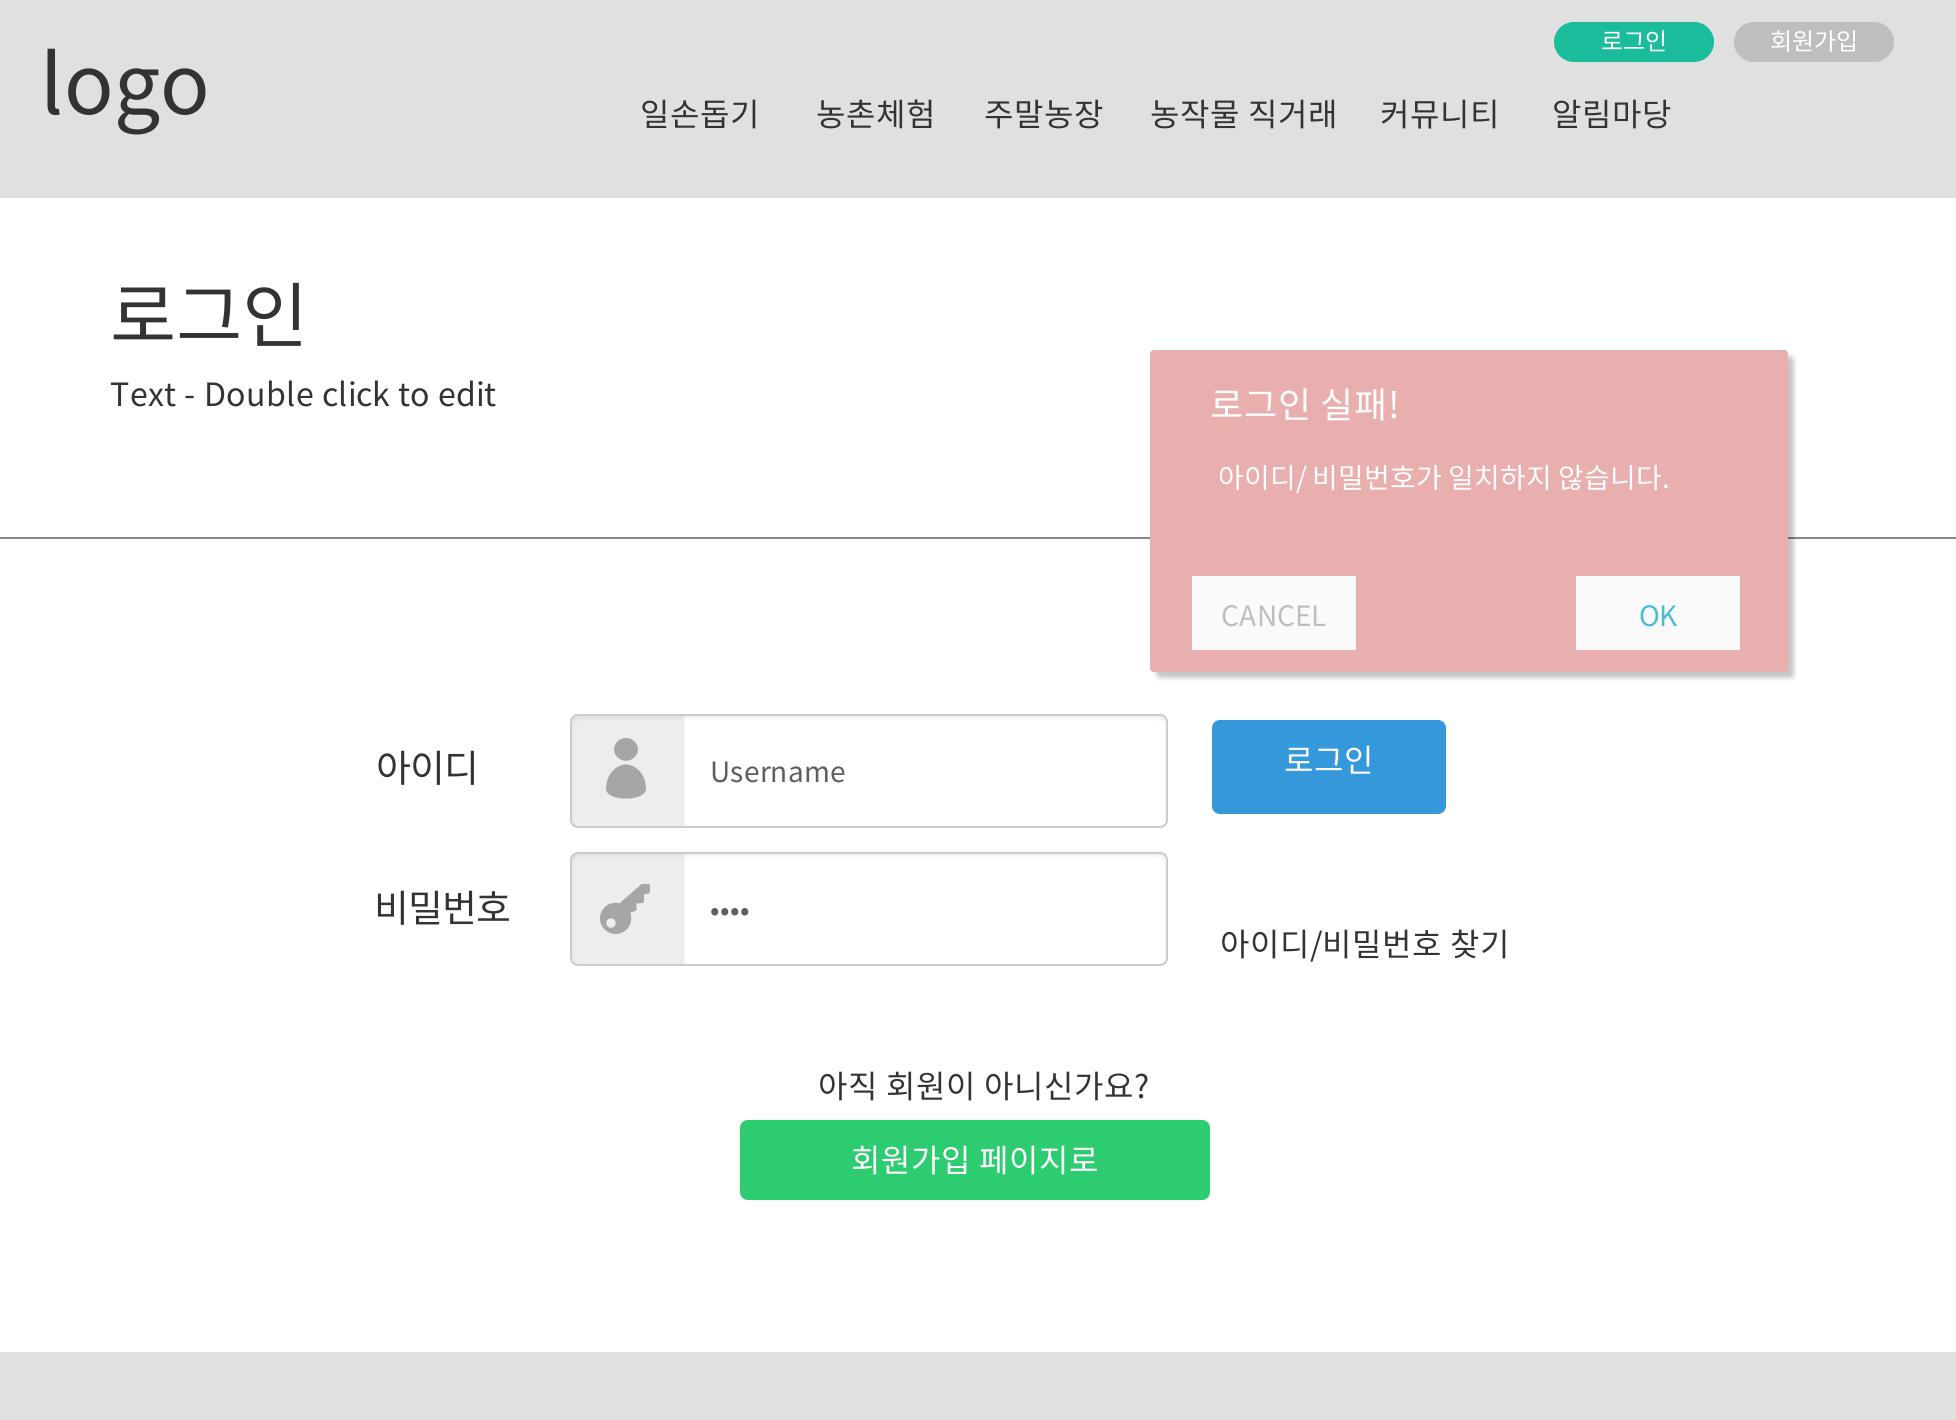 로그인 회원가입
logo
일손돕기 농촌체험 주말농장 농작물 직거래 커뮤니티 알림마당
로그인
Text - Double click to edit
로그인 실패!
아이디/ 비밀번호가 일치하지 않습니다.
CANCEL OK
아이디 Username 로그인
비밀번호 ••••
아이디/비밀번호 찾기
아직 회원이 아니신가요?
회원가입 페이지로